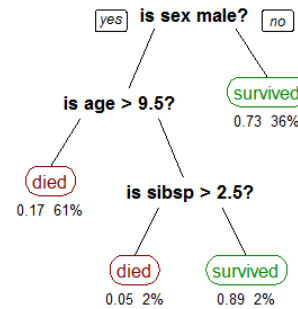 yes is sex male? no
is age > 9.5?
survived
0.73 36%
died
0.17 61%
is sibsp > 2.5?
died survived
0.05 2% 0.89 2%